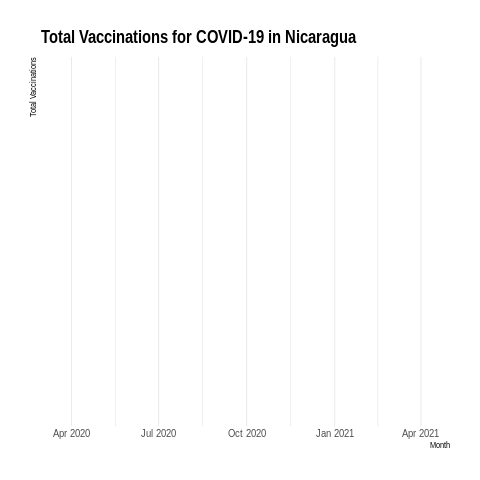 Total Vaccinations for COVID-19 in Nicaragua
Total Vaccinations
Apr 2020 Jul 2020 Oct 2020 Jan 2021 Apr 2021
Month